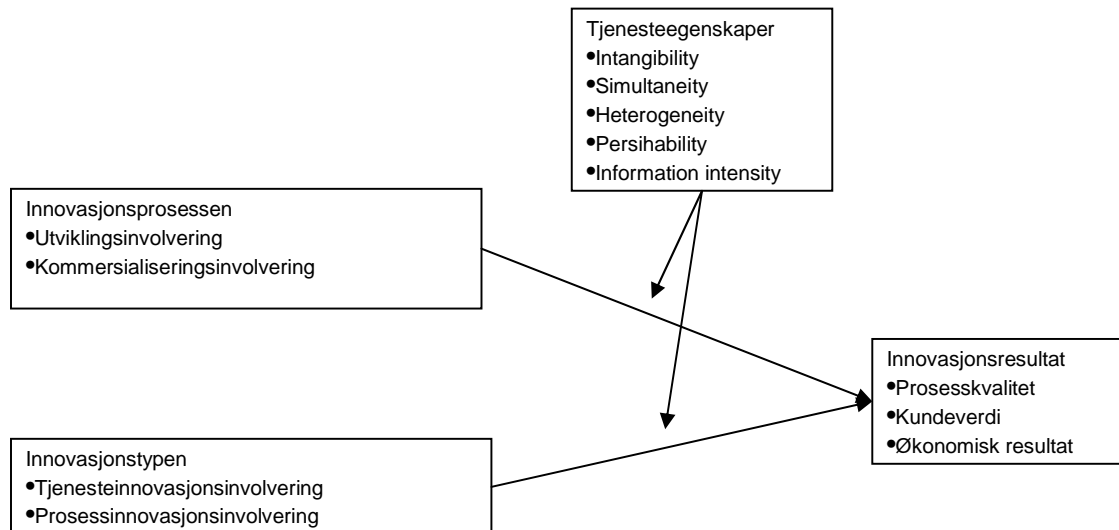 Tjenesteegenskaper
•Intangibility
•Simultaneity
•Heterogeneity
•Persihability
•Information intensity
Innovasjonsprosessen
•Utviklingsinvolvering
•Kommersialiseringsinvolvering
Innovasjonsresultat
•Prosesskvalitet
•Kundeverdi
•Økonomisk resultat
Innovasjonstypen
•Tjenesteinnovasjonsinvolvering
•Prosessinnovasjonsinvolvering